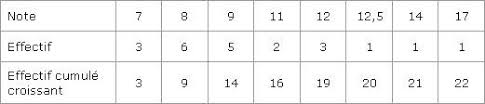 Note 7 8 9 11 12 12,5 14 17
Effectif 3 6 5 2 3 1 1 1
Effectif cumulé
croissant 3 9 14 16 19 20 21 22